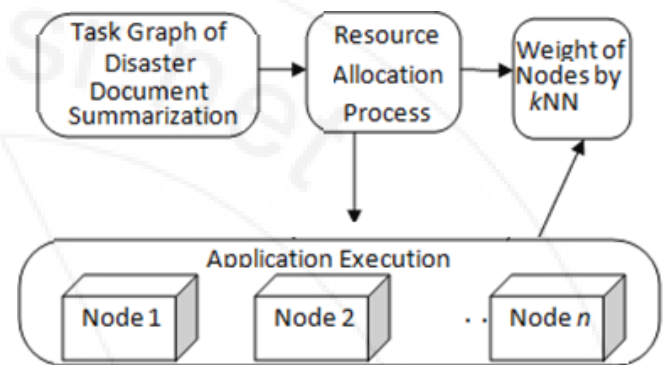 Task Graph of
Disaster
Document
Summarization
Resource
Allocation
Process
Weight of
Nodes by
kNN
Application Execution
Node 1
Node 2
. .
Node n